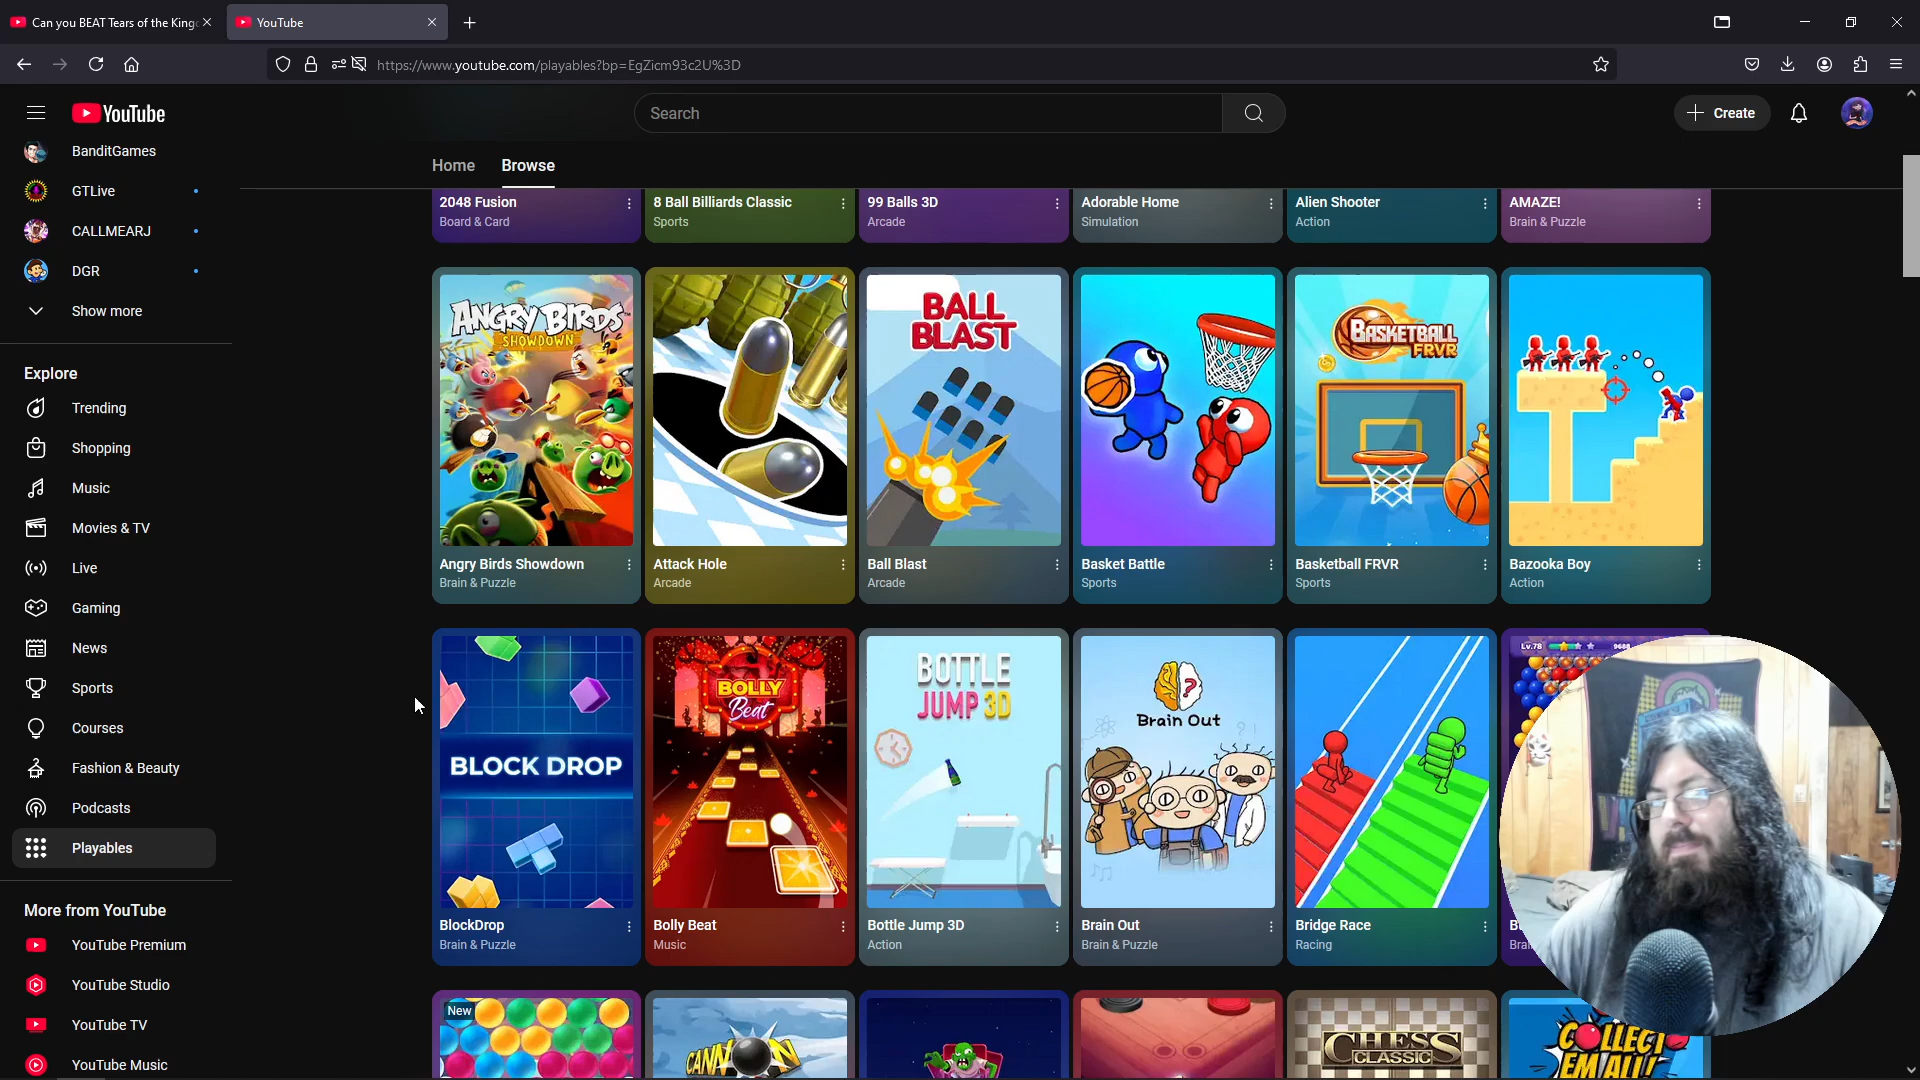 Can you BEAT Tears of the King
YouTube
https://www.youtube.com/playables?bp=EgZicm93c2U%3D
YouTube
Search
Create
BanditGames
GTLive
CALLMEARJ
DGR
Show more
Explore
Trending
Shopping
Music
Movies & TV
Live
Gaming
News
Sports
Courses
Fashion & Beauty
Podcasts
Playables
More from YouTube
YouTube Premium
YouTube Studio
YouTube TV
YouTube Music
Home
Browse
2048 Fusion
Board & Card
8 Ball Billiards Classic
Sports
99 Balls 3D
Arcade
Adorable Home
Simulation
Alien Shooter
Action
AMAZE!
Brain & Puzzle
ANGRY BIRDS
SHOWDOWN
Angry Birds Showdown
Brain & Puzzle
Attack Hole
Arcade
BALL
BLAST
Ball Blast
Arcade
Basket Battle
Sports
BASKETBALL
FRVR
Basketball FRVR
Sports
Bazooka Boy
Action
BLOCK DROP
BlockDrop
Brain & Puzzle
BOLLY
Beat
Bolly Beat
Music
BOTTLE
JUMP 3D
Bottle Jump 3D
Action
Brain Out
Brain Out
Brain & Puzzle
Bridge Race
Racing
Lv.78
New
CANNON
CHESS
CLASSIC
COLLECT
EM ALL!